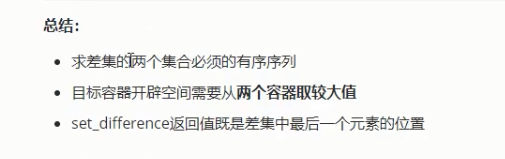 总结：
求差集的两个集合必须的有序序列
目标容器开辟空间需要从两个容器取较大值
set_difference返回值既是差集中最后一个元素的位置